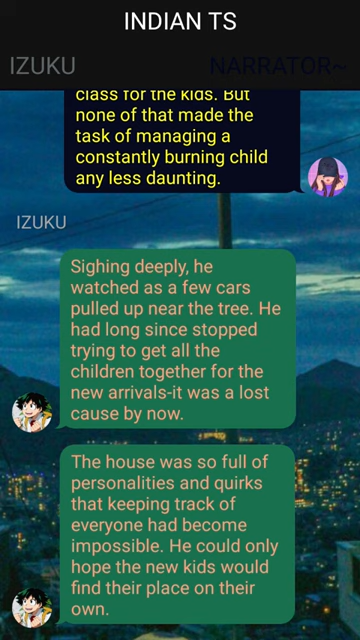 INDIAN TS
IZUKU
NARRATOR~
class for the kids. But
none of that made the
task of managing a
constantly burning child
any less daunting.
IZUKU
Sighing deeply, he
watched as a few cars
pulled up near the tree. He
had long since stopped
trying to get all the
children together for the
new arrivals-it was a lost
cause by now.
The house was so full of
personalities and quirks
that keeping track of
everyone had become
impossible. He could only
hope the new kids would
find their place on their
own.